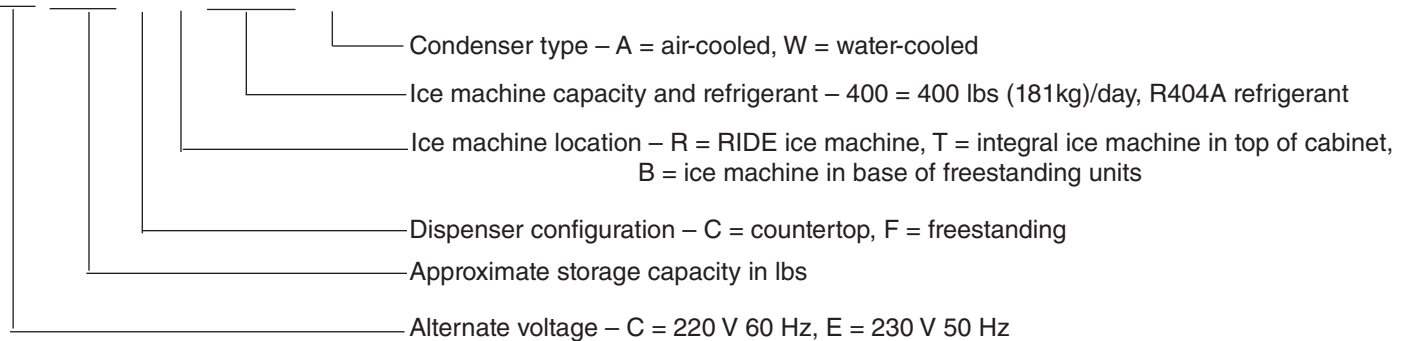 Condenser type – A = air-cooled, W = water-cooled
Ice machine capacity and refrigerant – 400 = 400 lbs (181kg)/day, R404A refrigerant
Ice machine location – R = RIDE ice machine, T = integral ice machine in top of cabinet,
B = ice machine in base of freestanding units
Dispenser configuration – C = countertop, F = freestanding
Approximate storage capacity in lbs
Alternate voltage – C = 220 V 60 Hz, E = 230 V 50 Hz